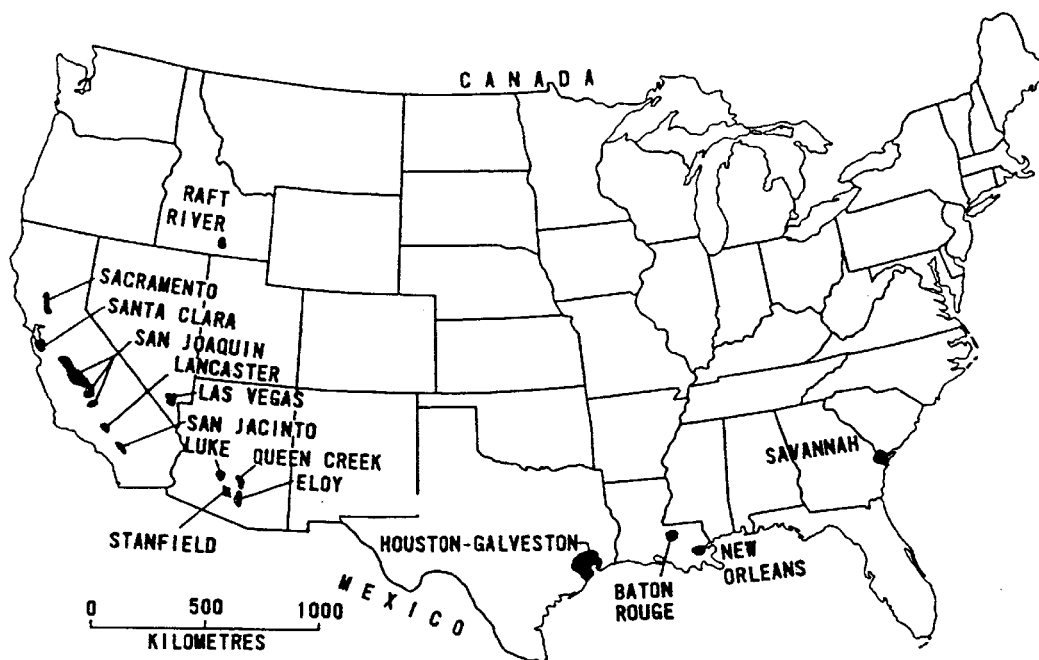 CANADA
RAFT
RIVER
SACRAMENTO
SANTA CLARA
SAN JOAQUIN
LANCASTER
LAS VEGAS
SAN JACINTO
LUKE
QUEEN CREEK
ELOY
STANFIELD
SAVANNAH
HOUSTON-GALVESTON
NEW
ORLEANS
BATON
ROUGE
MEXICO
0 500 1000
KILOMETRES